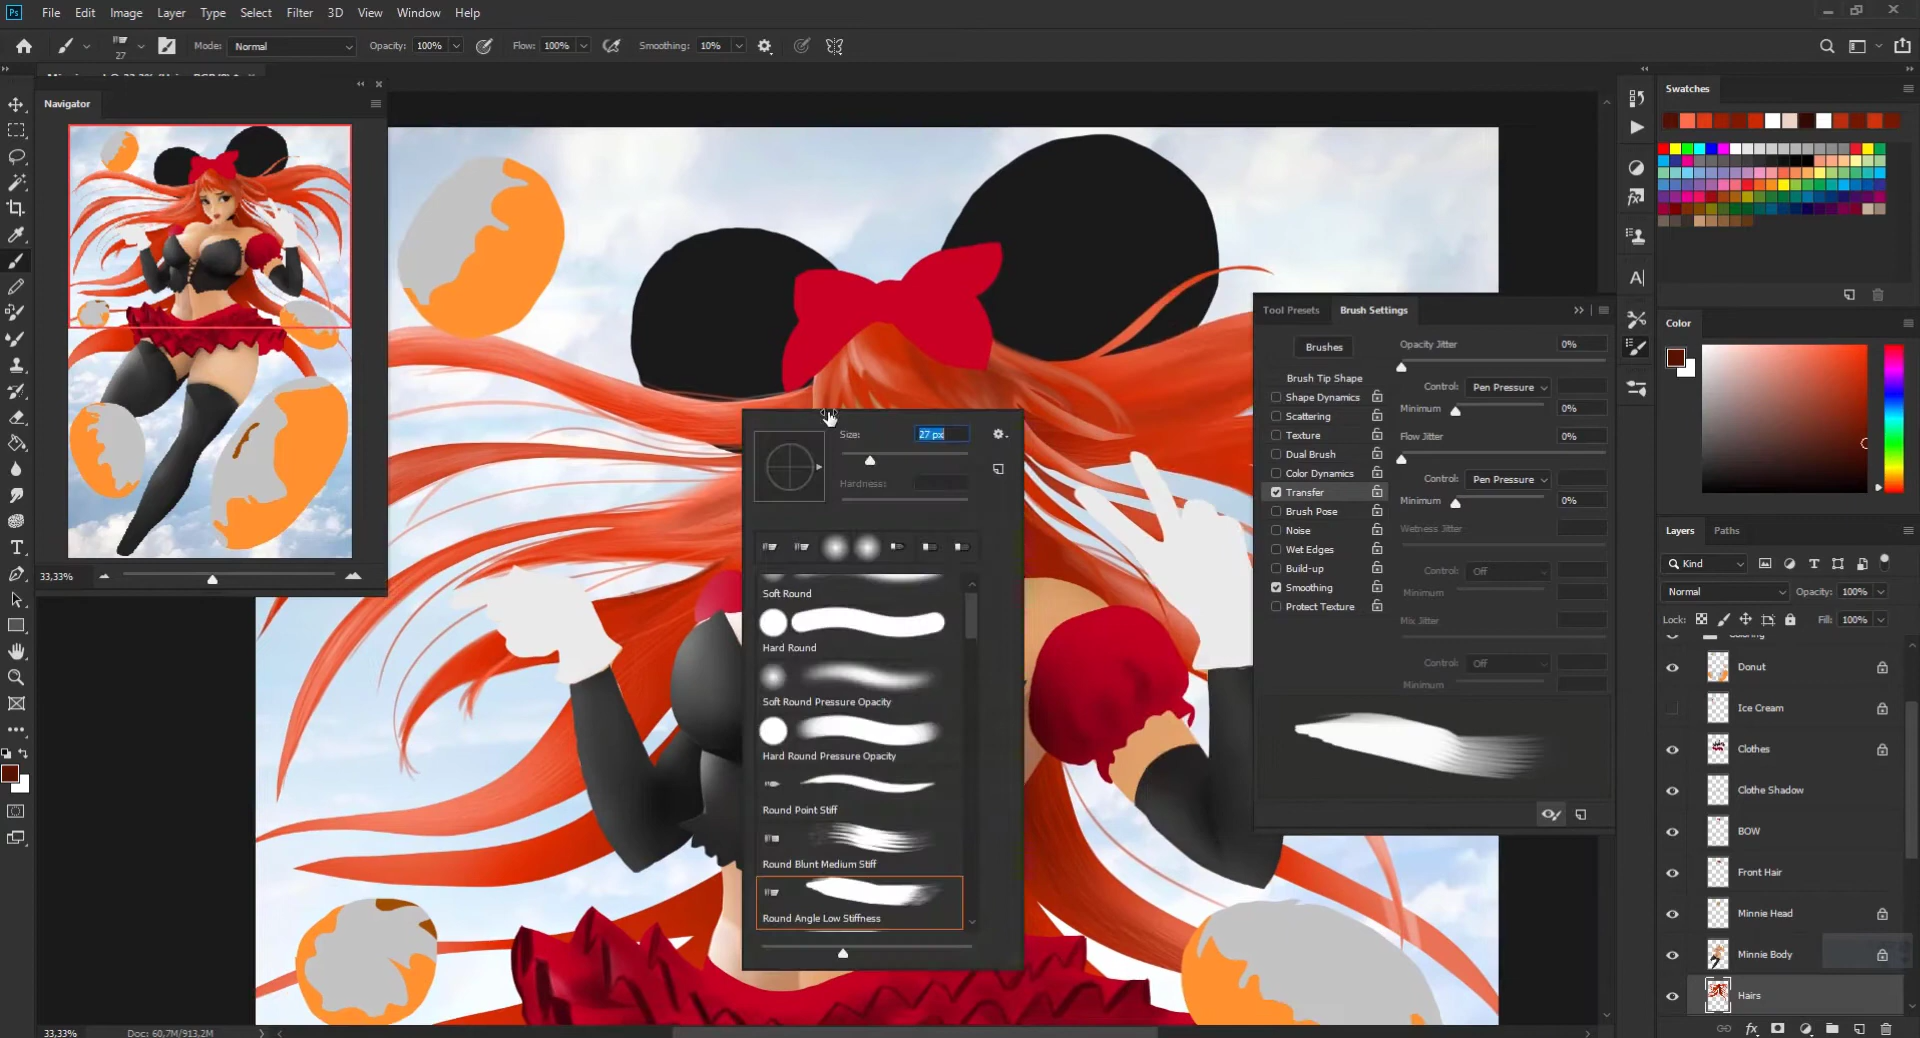 Ps File Edit Image Layer Type Select Filter 3D View Window Help
27 Mode: Normal Opacity: 100% Flow: 100% Smoothing: 10%
Navigator
33,33%
Size: 27 px
Hardness:
Soft Round
Hard Round
Soft Round Pressure Opacity
Hard Round Pressure Opacity
Round Point Stiff
Round Blunt Medium Stiff
Round Angle Low Stiffness
Tool Presets Brush Settings
Brushes
Brush Tip Shape
Shape Dynamics
Scattering
Texture
Dual Brush
Color Dynamics
Transfer
Brush Pose
Noise
Wet Edges
Build-up
Smoothing
Protect Texture
Opacity Jitter 0%
Control: Pen Pressure
Minimum 0%
Flow Jitter 0%
Control: Pen Pressure
Minimum 0%
Wetness Jitter
Control: Off
Minimum
Mix Jitter
Control: Off
Minimum
Swatches
Color
Layers Paths
Kind
Normal Opacity: 100%
Lock: Fill: 100%
Donut
Ice Cream
Clothes
Clothe Shadow
BOW
Front Hair
Minnie Head
Minnie Body
Hairs
fx
33,33% Doc: 60,7M/913,2M